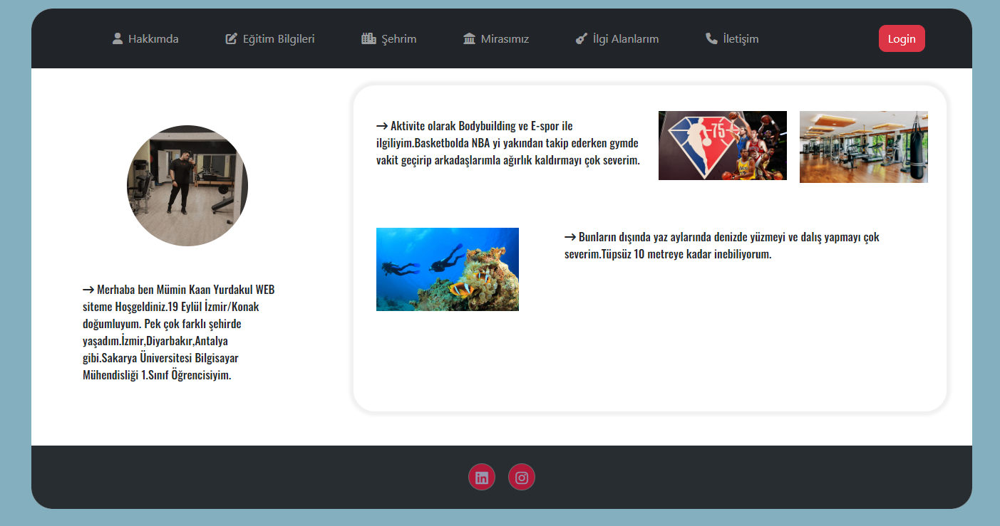 Hakkımda
Eğitim Bilgileri
Şehrim
Mirasımız
İlgi Alanlarım
İletişim
Login
→ Aktivite olarak Bodybuilding ve E-spor ile
ilgiliyim.Basketbolda NBA yi yakından takip ederken gymde
vakit geçirip arkadaşlarımla ağırlık kaldırmayı çok severim.
75
→ Bunların dışında yaz aylarında denizde yüzmeyi ve dalış yapmayı çok
severim.Tüpsüz 10 metreye kadar inebiliyorum.
→ Merhaba ben Mümin Kaan Yurdakul WEB
siteme Hoşgeldiniz.19 Eylül İzmir/Konak
doğumluyum. Pek çok farklı şehirde
yaşadım.İzmir,Diyarbakır,Antalya
gibi.Sakarya Üniversitesi Bilgisayar
Mühendisliği 1.Sınıf Öğrencisiyim.
in